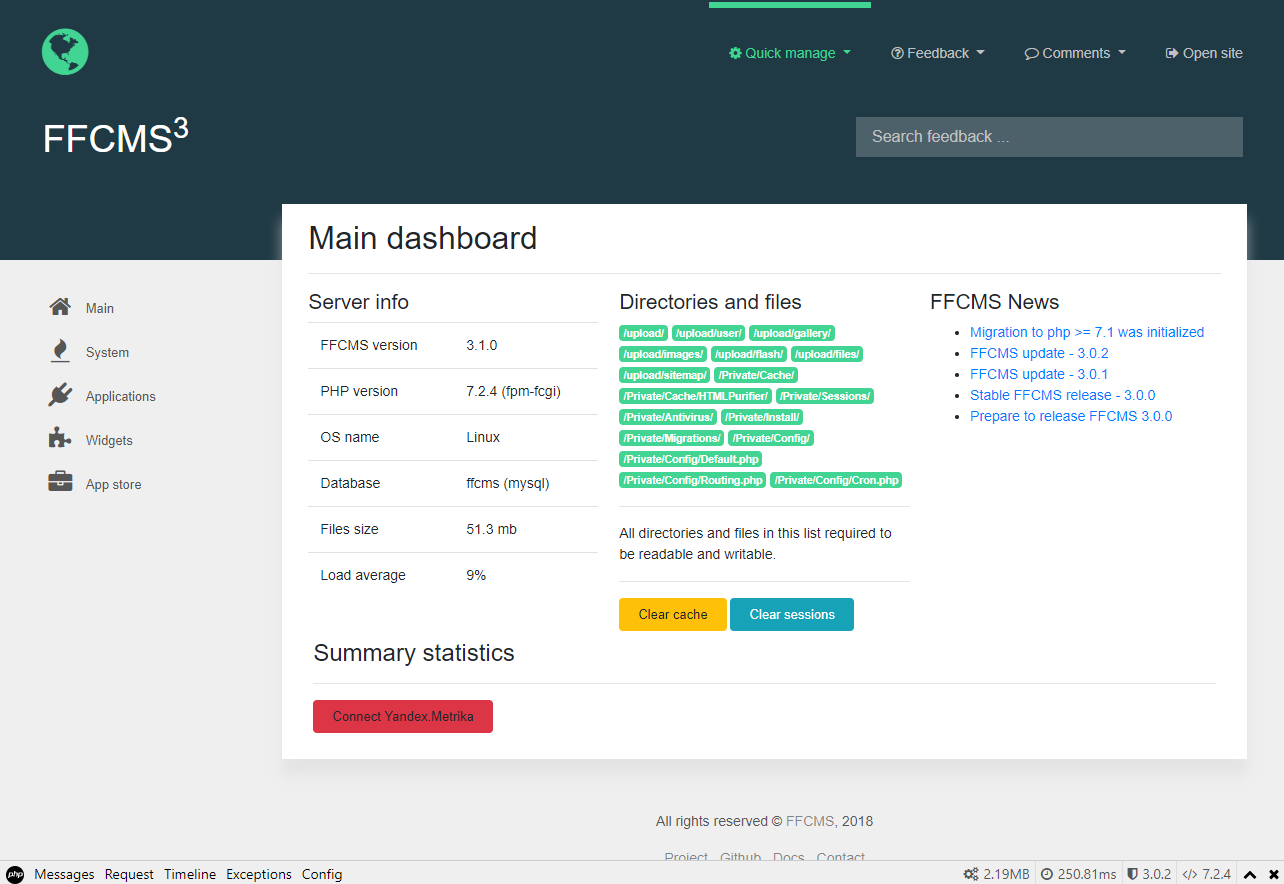 Quick manage
Feedback
Comments
Open site
FFCMS3
Search feedback ...
Main dashboard
Main
System
Applications
Widgets
App store
Server info
FFCMS version 3.1.0
PHP version 7.2.4 (fpm-fcgi)
OS name Linux
Database ffcms (mysql)
Files size 51.3 mb
Load average 9%
Directories and files
/upload/ /upload/user/ /upload/gallery/
/upload/images/ /upload/flash/ /upload/files/
/upload/sitemap/ /Private/Cache/
/Private/Cache/HTMLPurifier/ /Private/Sessions/
/Private/Antivirus/ /Private/Install/
/Private/Migrations/ /Private/Config/
/Private/Config/Default.php
/Private/Config/Routing.php /Private/Config/Cron.php
All directories and files in this list required to
be readable and writable.
Clear cache Clear sessions
FFCMS News
Migration to php >= 7.1 was initialized
FFCMS update - 3.0.2
FFCMS update - 3.0.1
Stable FFCMS release - 3.0.0
Prepare to release FFCMS 3.0.0
Summary statistics
Connect Yandex.Metrika
All rights reserved © FFCMS, 2018
Project Github Docs Contact
php Messages Request Timeline Exceptions Config 2.19MB 250.81ms 3.0.2 </> 7.2.4